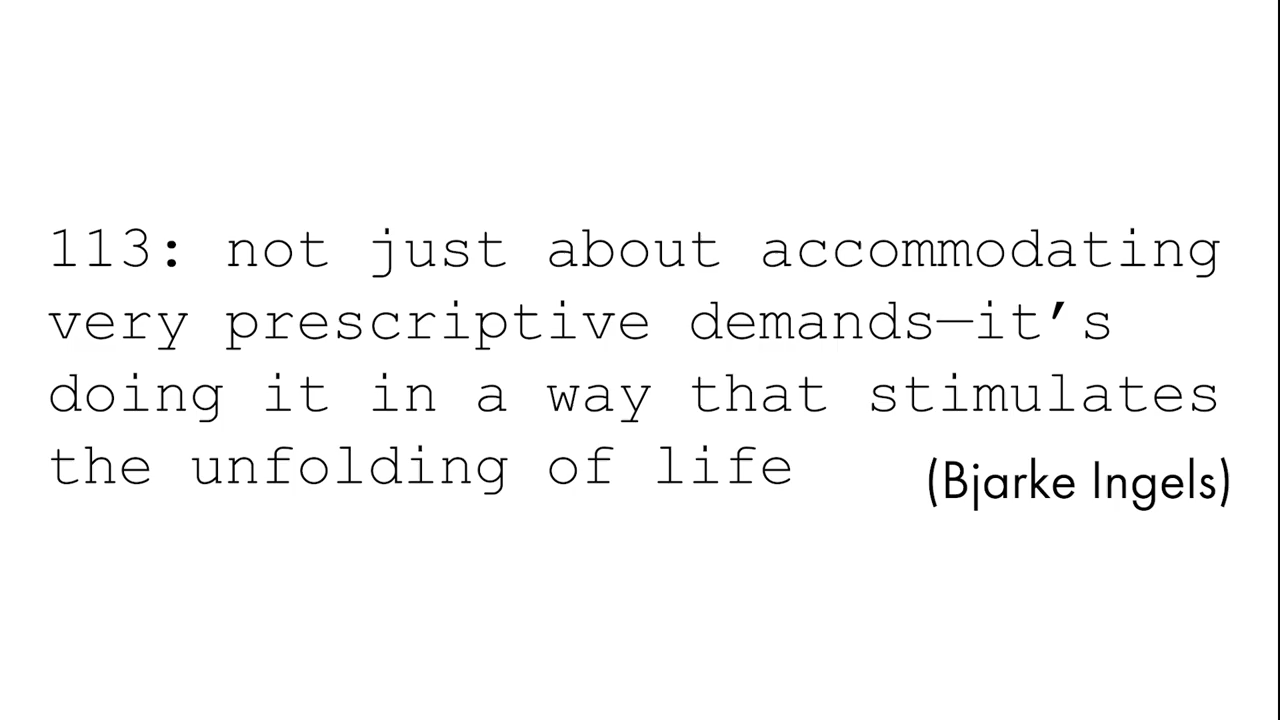 113: not just about accommodating
very prescriptive demands—it’s
doing it in a way that stimulates
the unfolding of life
(Bjarke Ingels)